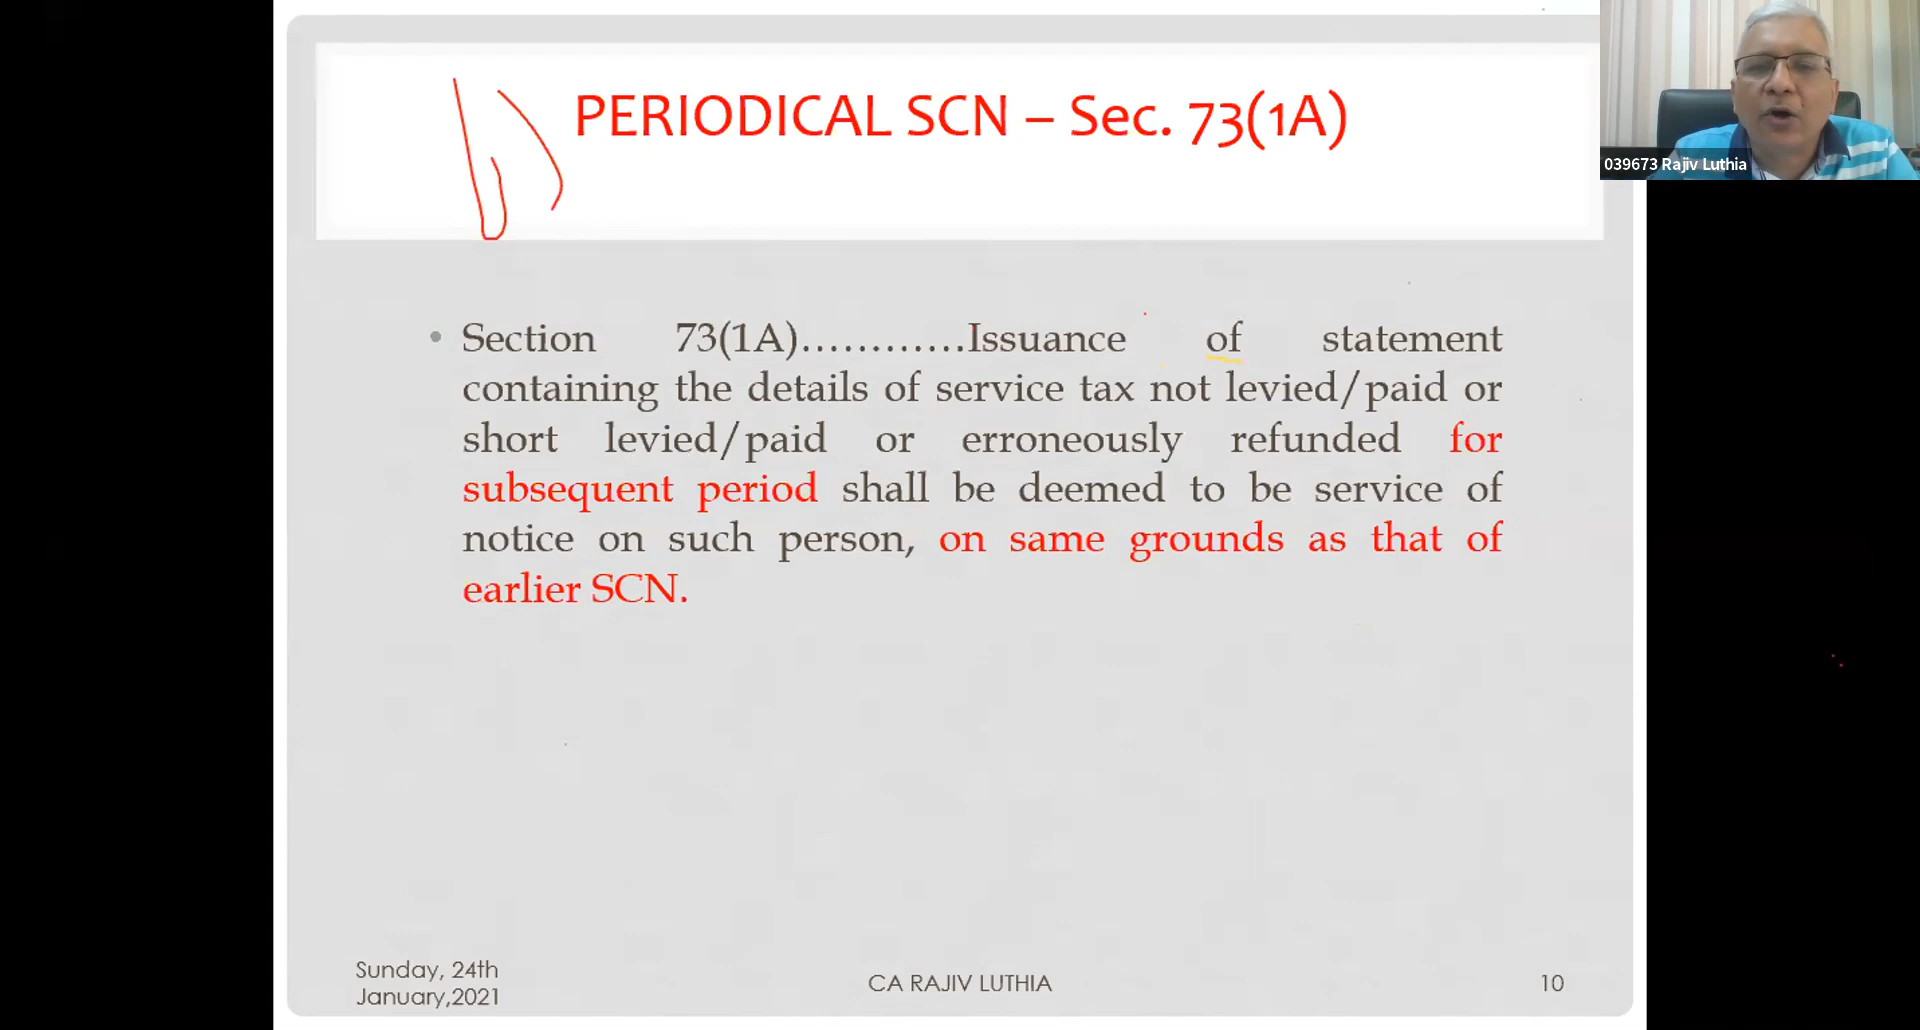 PERIODICAL SCN – Sec. 73(1A)
039673 Rajiv Luthia
• Section 73(1A)............Issuance of statement
containing the details of service tax not levied/paid or
short levied/paid or erroneously refunded for
subsequent period shall be deemed to be service of
notice on such person, on same grounds as that of
earlier SCN.
Sunday, 24th
January,2021
CA RAJIV LUTHIA
10